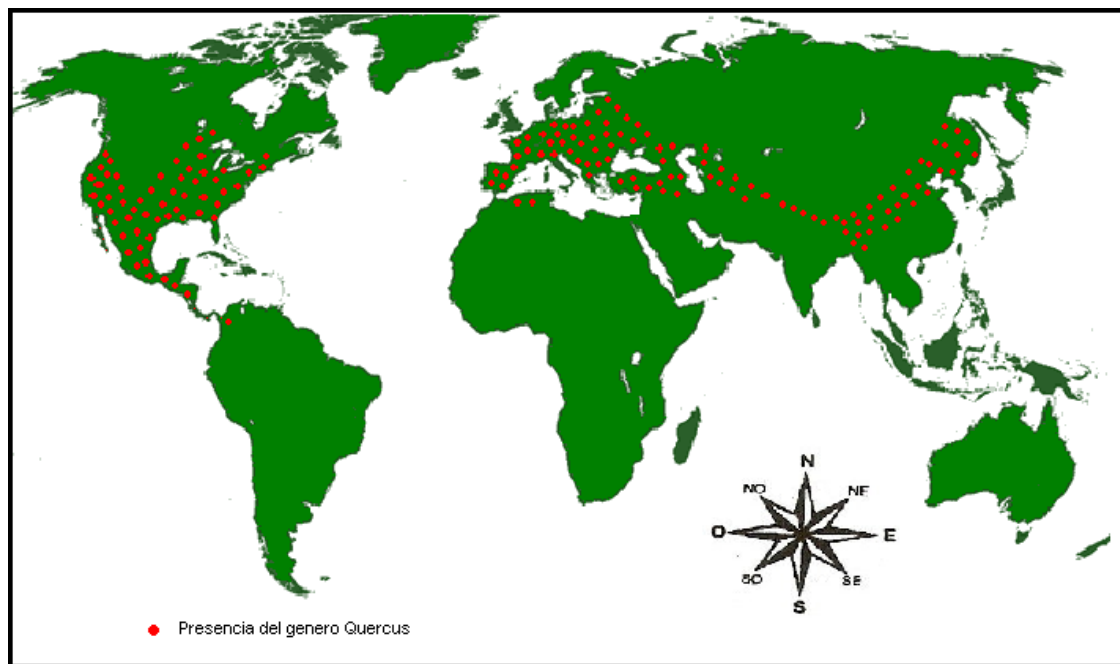 N
NO NE
O E
SO SE
S
Presencia del genero Quercus